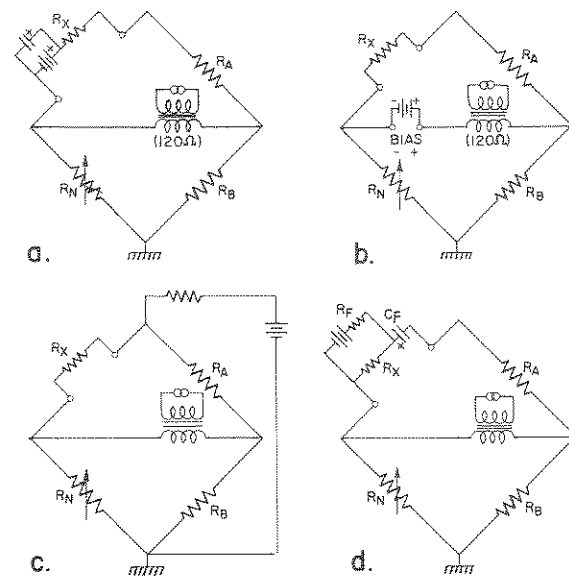 RX
RA
(120Ω)
RN
RB
a.
RX
RA
- +
BIAS
- +
(120Ω)
RN
RB
b.
RX
RA
RN
RB
c.
RF
CF
+
RX
RA
RN
RB
d.